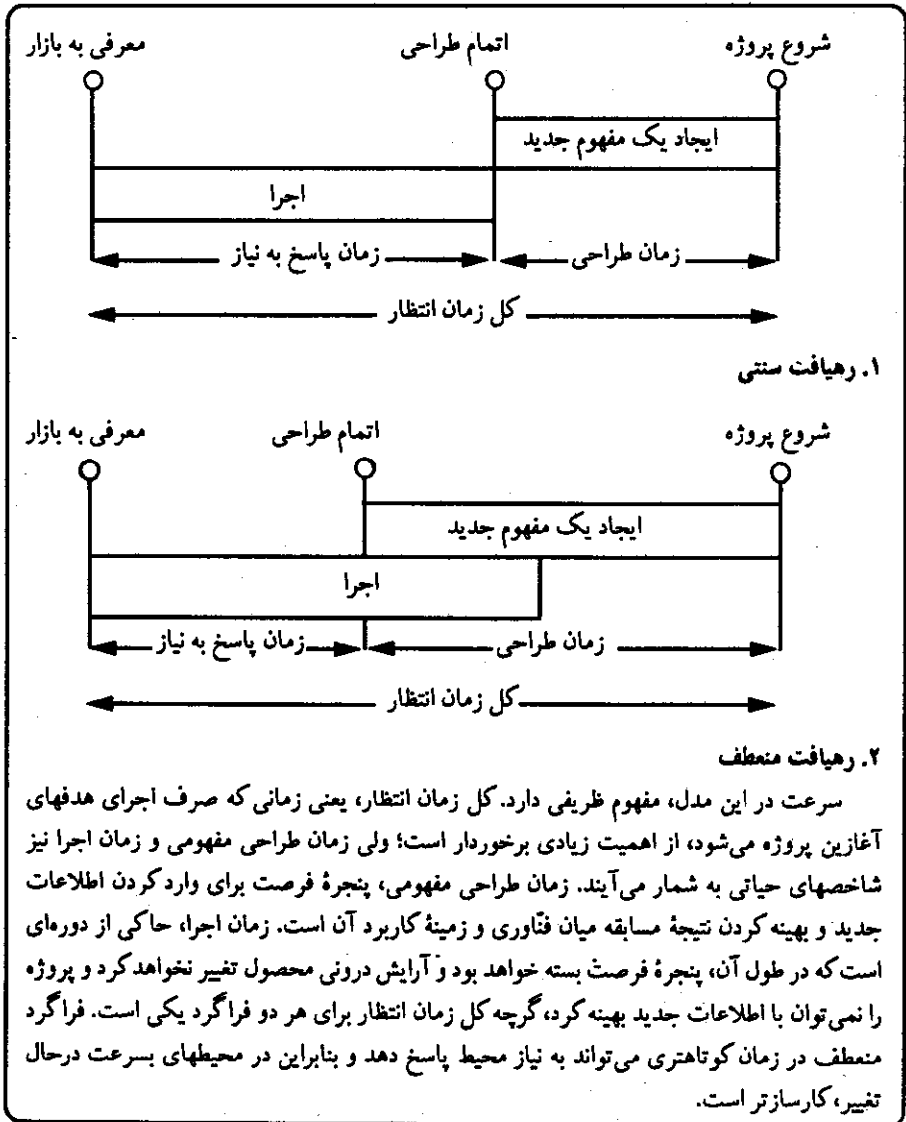 شروع پروژه
اتمام طراحی
معرفی به بازار
ایجاد یک مفهوم جدید
اجرا
زمان طراحی
زمان پاسخ به نیاز
کل زمان انتظار
۱. رهیافت سنتی
شروع پروژه
اتمام طراحی
معرفی به بازار
ایجاد یک مفهوم جدید
اجرا
زمان طراحی
زمان پاسخ به نیاز
کل زمان انتظار
۲. رهیافت منعطف
سرعت در این مدل، مفهوم ظریفی دارد. کل زمان انتظار، یعنی زمانی که صرف اجرای هدفهای
آغازین پروژه می‌شود، از اهمیت زیادی برخوردار است؛ ولی زمان طراحی مفهومی و زمان اجرا نیز
شاخصهای حیاتی به شمار می‌آیند. زمان طراحی مفهومی، پنجرهٔ فرصت برای وارد کردن اطلاعات
جدید و بهینه کردن نتیجهٔ مسابقه میان فنّاوری و زمینهٔ کاربرد آن است. زمان اجرا، حاکی از دوره‌ای
است که در طول آن، پنجرهٔ فرصت بسته خواهد بود و آرایش درونی محصول تغییر نخواهد کرد و پروژه
را نمی‌توان با اطلاعات جدید بهینه کرد، گرچه کل زمان انتظار برای هر دو فراگرد یکی است. فراگرد
منعطف در زمان کوتاهتری می‌تواند به نیاز محیط پاسخ دهد و بنابراین در محیطهای بسرعت درحال
تغییر، کارسازتر است.